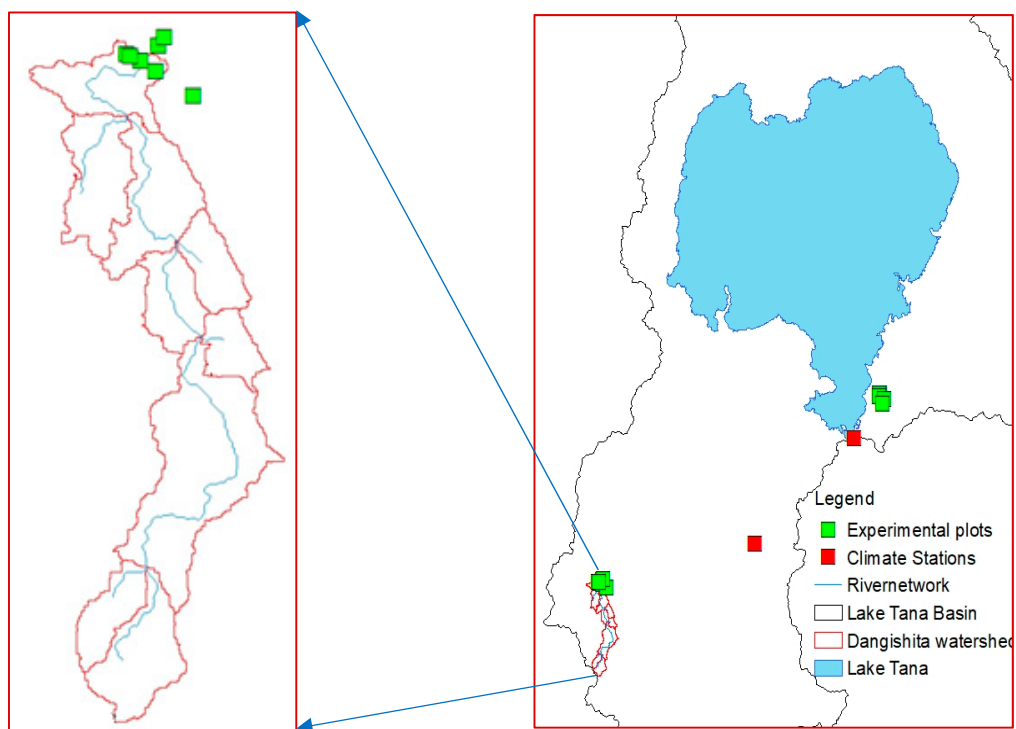 Legend
Experimental plots
Climate Stations
Rivernetwork
Lake Tana Basin
Dangishita watershed
Lake Tana